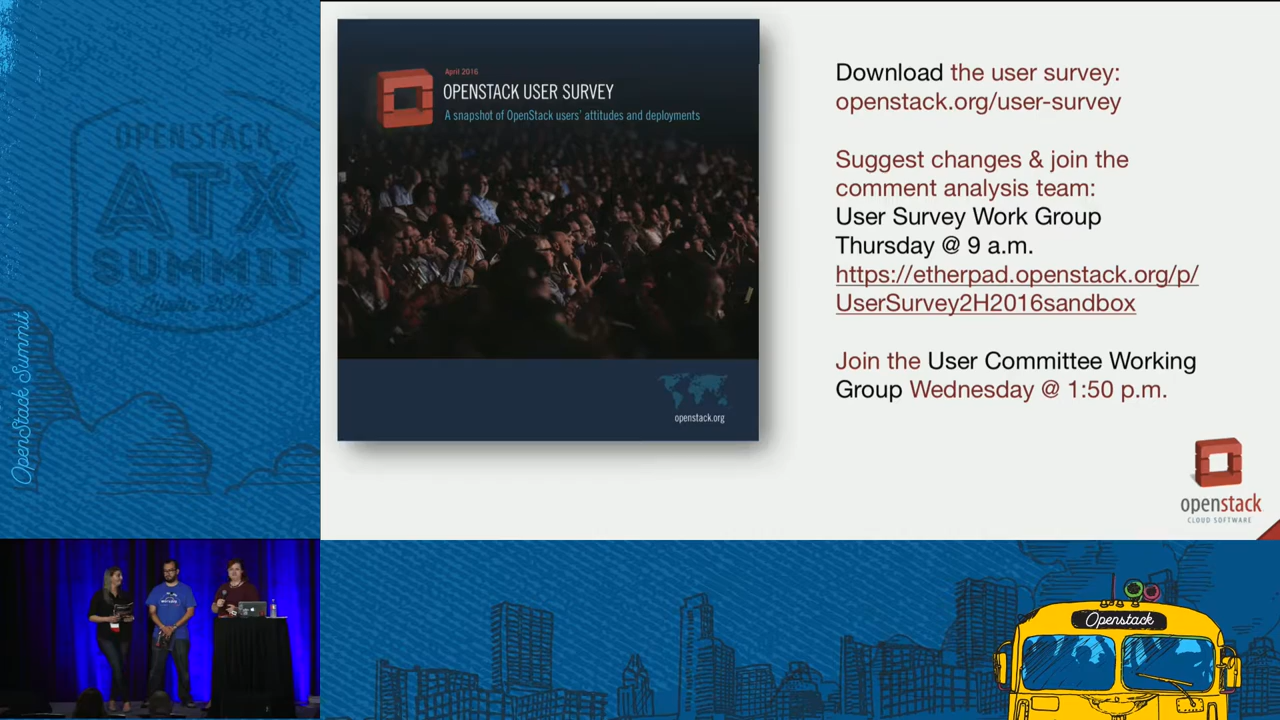 OPENSTACK
ATX
SUMMIT
OpenStack Summit
April 2016
OPENSTACK USER SURVEY
A snapshot of OpenStack users' attitudes and deployments
openstack.org
Download the user survey:
openstack.org/user-survey
Suggest changes & join the
comment analysis team:
User Survey Work Group
Thursday @ 9 a.m.
https://etherpad.openstack.org/p/
UserSurvey2H2016sandbox
Join the User Committee Working
Group Wednesday @ 1:50 p.m.
openstack
CLOUD SOFTWARE
Openstack